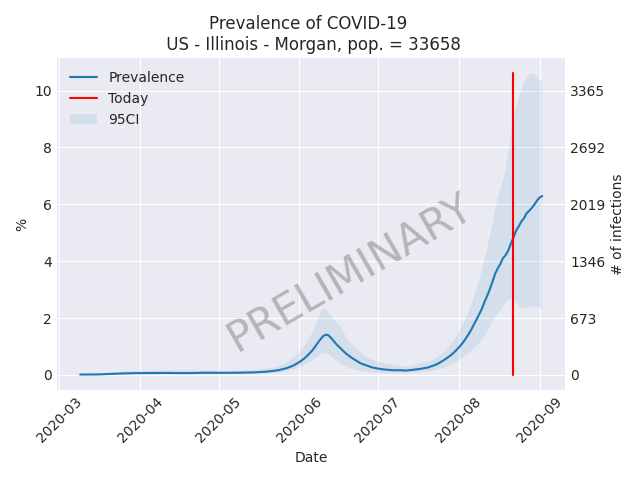 Prevalence of COVID-19
US - Illinois - Morgan, pop. = 33658
Prevalence
Today
95CI
PRELIMINARY
10
8
6
4
2
0
%
3365
2692
2019
1346
673
0
# of infections
2020-03
2020-04
2020-05
2020-06
2020-07
2020-08
2020-09
Date